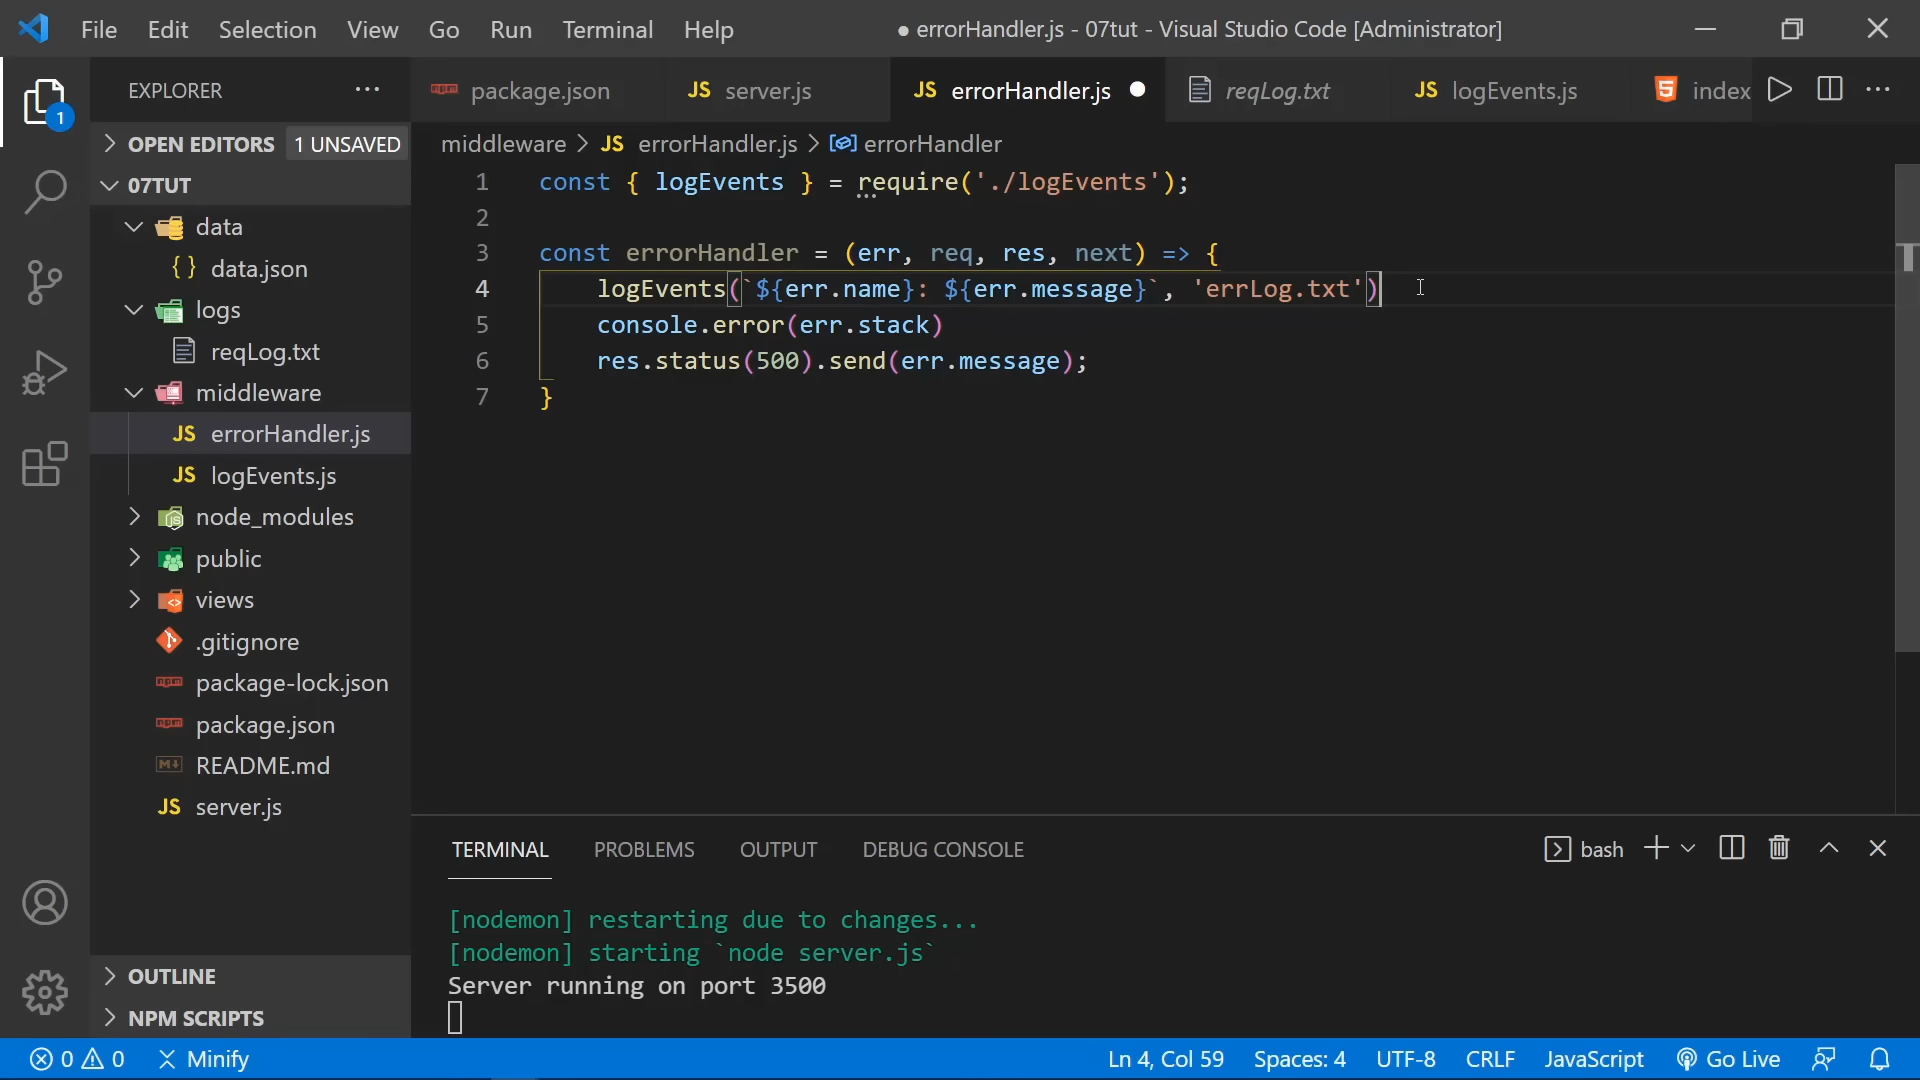 File Edit Selection View Go Run Terminal Help
● errorHandler.js - 07tut - Visual Studio Code [Administrator]
EXPLORER ...
package.json
JS server.js
JS errorHandler.js
reqLog.txt
JS logEvents.js
index
1
OPEN EDITORS 1 UNSAVED
07TUT
data
{} data.json
logs
reqLog.txt
middleware
JS errorHandler.js
JS logEvents.js
node_modules
public
views
.gitignore
package-lock.json
package.json
README.md
JS server.js
OUTLINE
NPM SCRIPTS
middleware > JS errorHandler.js > errorHandler
1 const { logEvents } = require('./logEvents');
2
3 const errorHandler = (err, req, res, next) => {
4 logEvents(`${err.name}: ${err.message}`, 'errLog.txt')
5 console.error(err.stack)
6 res.status(500).send(err.message);
7 }
TERMINAL PROBLEMS OUTPUT DEBUG CONSOLE
bash
[nodemon] restarting due to changes...
[nodemon] starting `node server.js`
Server running on port 3500
0 0 Minify
Ln 4, Col 59 Spaces: 4 UTF-8 CRLF JavaScript Go Live